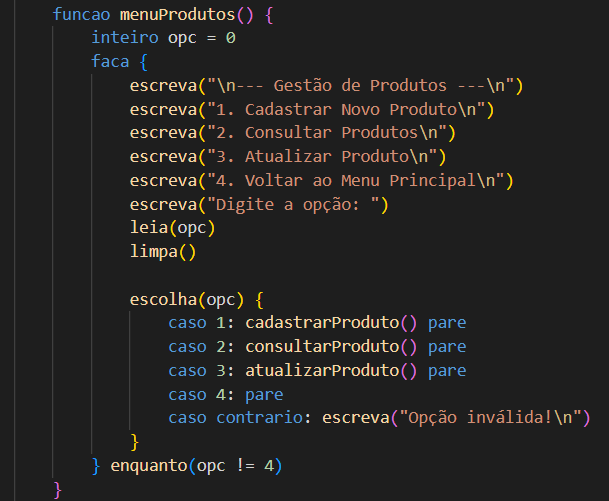 funcao menuProdutos() {
    inteiro opc = 0
    faca {
        escreva("\n--- Gestão de Produtos ---\n")
        escreva("1. Cadastrar Novo Produto\n")
        escreva("2. Consultar Produtos\n")
        escreva("3. Atualizar Produto\n")
        escreva("4. Voltar ao Menu Principal\n")
        escreva("Digite a opção: ")
        leia(opc)
        limpa()

        escolha(opc) {
            caso 1: cadastrarProduto() pare
            caso 2: consultarProduto() pare
            caso 3: atualizarProduto() pare
            caso 4: pare
            caso contrario: escreva("Opção inválida!\n")
        }
    } enquanto(opc != 4)
}